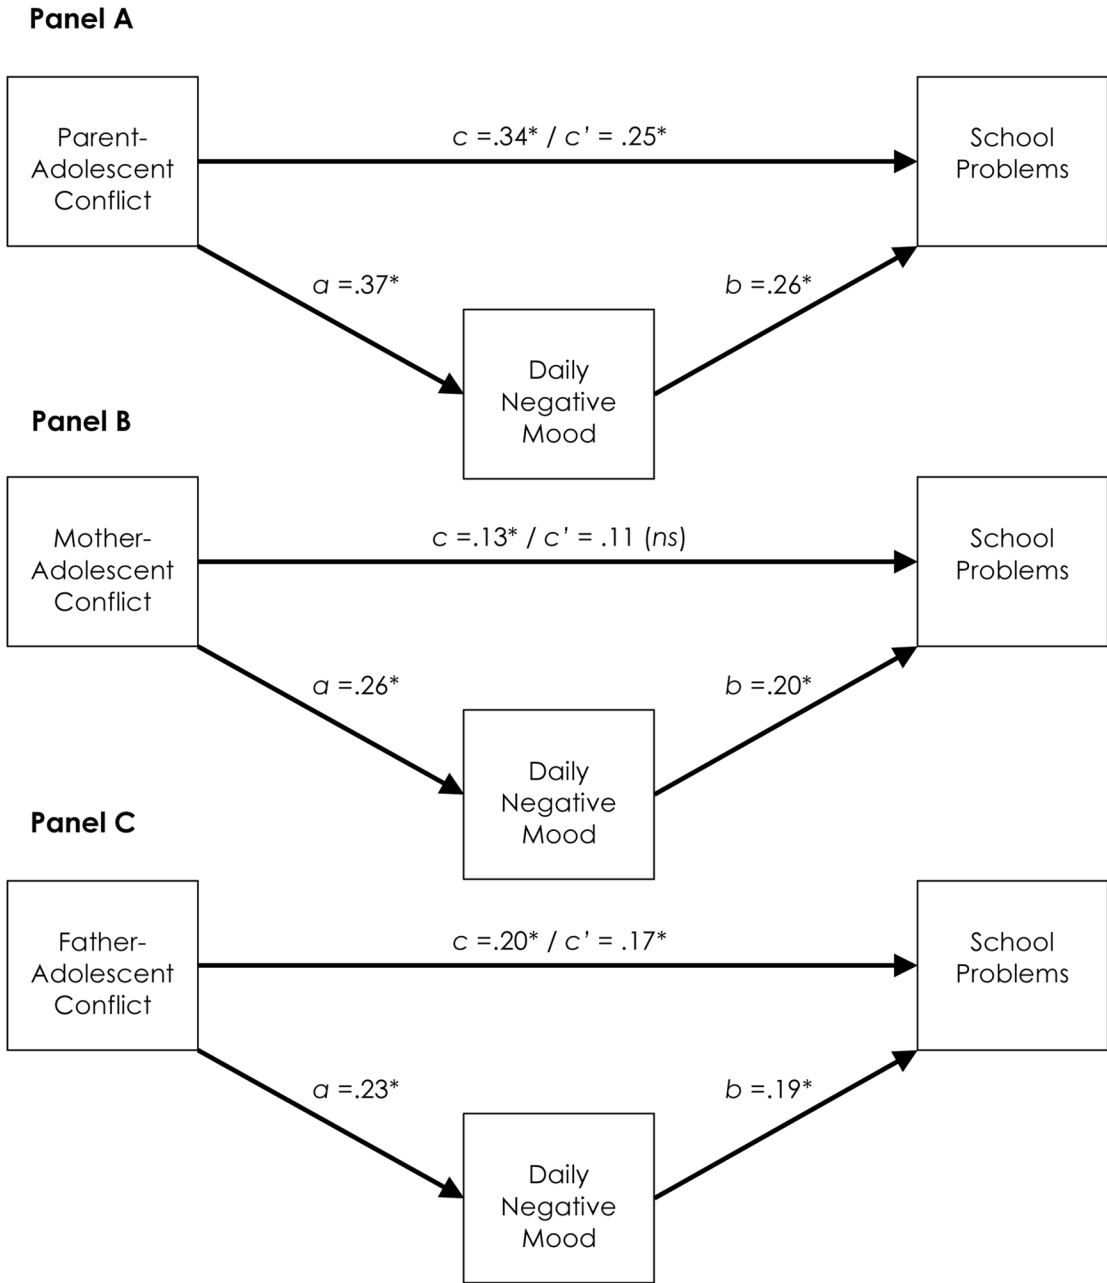 Panel A
Parent-
Adolescent
Conflict
c =.34* / c’ = .25*
School
Problems
a =.37*
b =.26*
Daily
Negative
Mood
Panel B
Mother-
Adolescent
Conflict
c =.13* / c’ = .11 (ns)
School
Problems
a =.26*
b =.20*
Daily
Negative
Mood
Panel C
Father-
Adolescent
Conflict
c =.20* / c’ = .17*
School
Problems
a =.23*
b =.19*
Daily
Negative
Mood